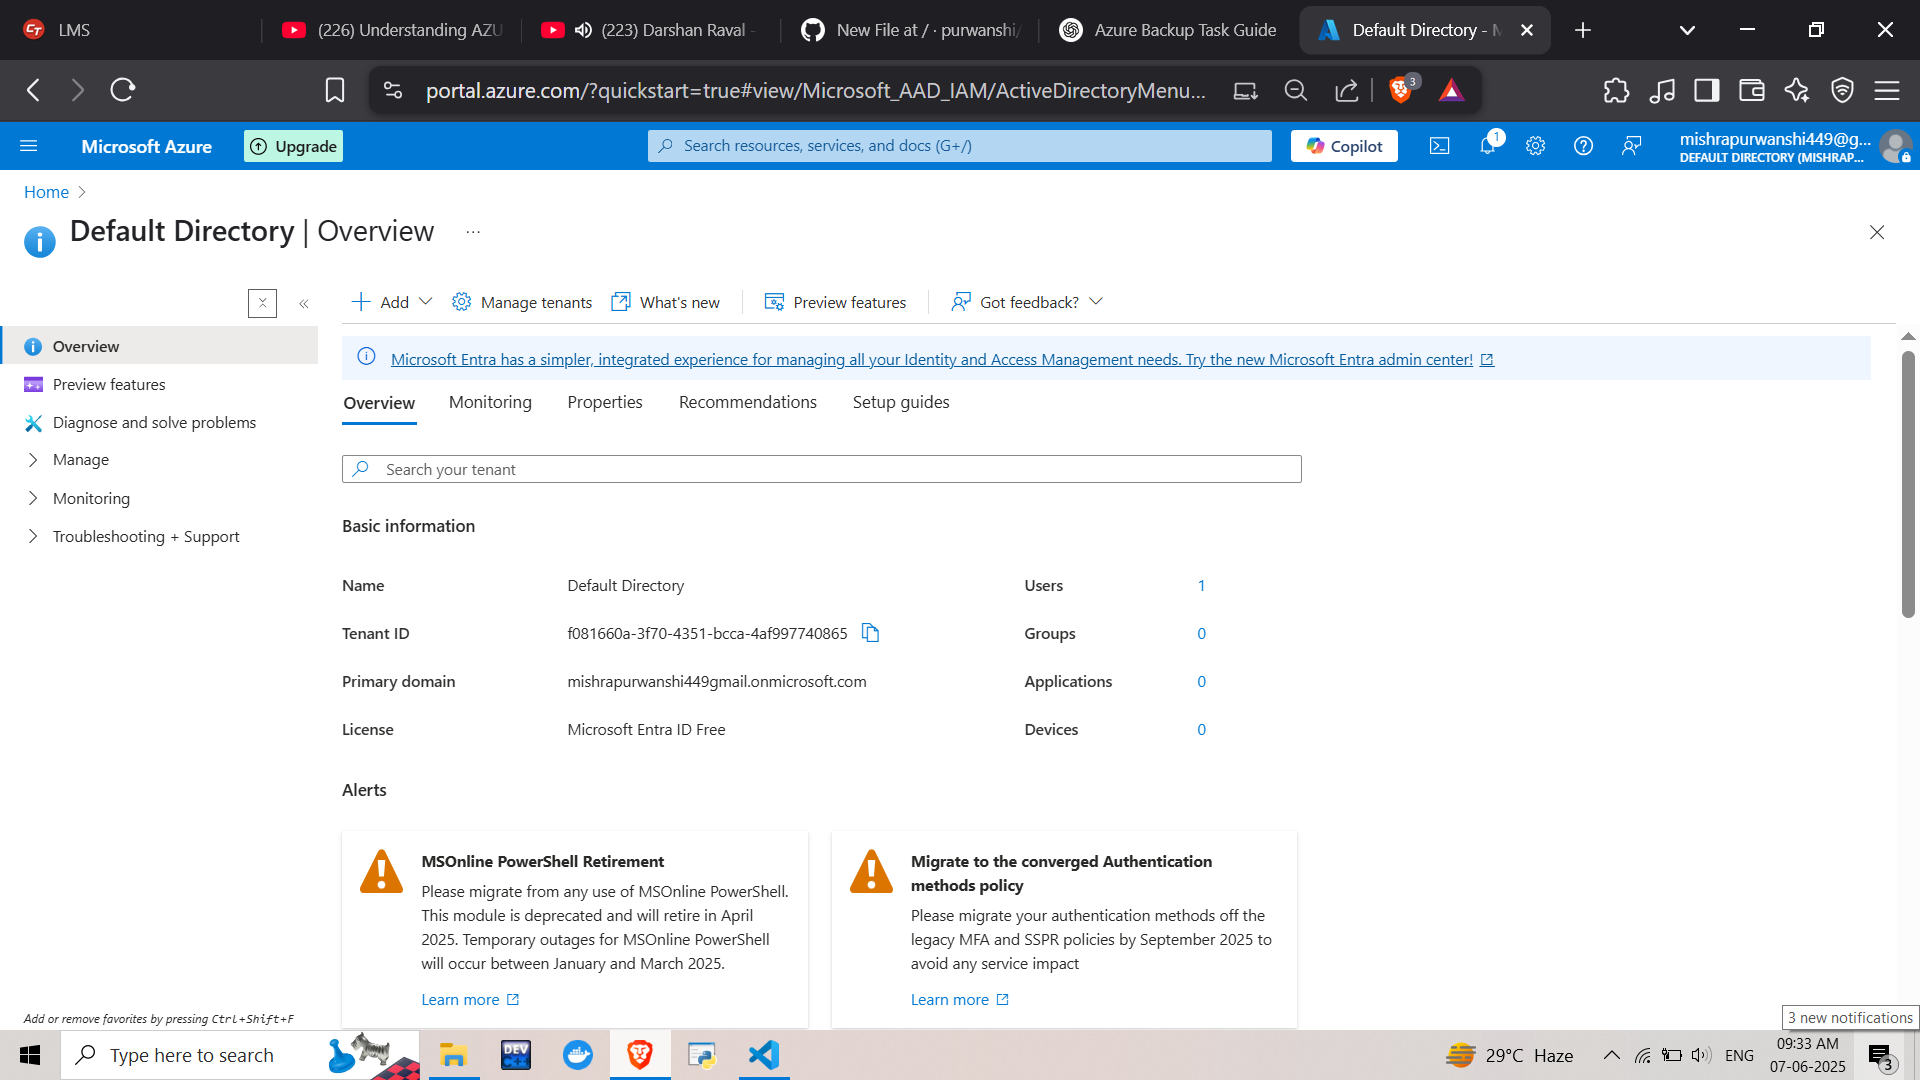 LMS
(226) Understanding AZU
(223) Darshan Raval -
New File at / · purwanshi/
Azure Backup Task Guide
Default Directory - M
portal.azure.com/?quickstart=true#view/Microsoft_AAD_IAM/ActiveDirectoryMenu...
3
Microsoft Azure
Upgrade
Search resources, services, and docs (G+/)
Copilot
1
mishrapurwanshi449@g...
DEFAULT DIRECTORY (MISHRAP...
Home
Default Directory | Overview
...
Add
Manage tenants
What's new
Preview features
Got feedback?
Overview
Preview features
Diagnose and solve problems
Manage
Monitoring
Troubleshooting + Support
Add or remove favorites by pressing Ctrl+Shift+F
Microsoft Entra has a simpler, integrated experience for managing all your Identity and Access Management needs. Try the new Microsoft Entra admin center!
Overview
Monitoring
Properties
Recommendations
Setup guides
Search your tenant
Basic information
Name
Default Directory
Users
1
Tenant ID
f081660a-3f70-4351-bcca-4af997740865
Groups
0
Primary domain
mishrapurwanshi449gmail.onmicrosoft.com
Applications
0
License
Microsoft Entra ID Free
Devices
0
Alerts
MSOnline PowerShell Retirement
Please migrate from any use of MSOnline PowerShell.
This module is deprecated and will retire in April
2025. Temporary outages for MSOnline PowerShell
will occur between January and March 2025.
Learn more
Migrate to the converged Authentication
methods policy
Please migrate your authentication methods off the
legacy MFA and SSPR policies by September 2025 to
avoid any service impact
Learn more
3 new notifications
Type here to search
DEV
C++
29°C Haze
ENG
09:33 AM
07-06-2025
3